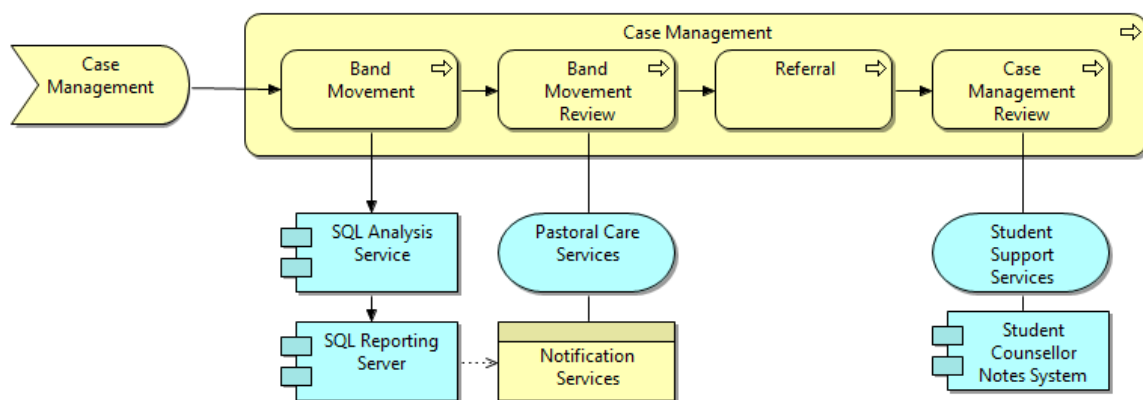 Case Management
Case
Management
Band
Movement
Band
Movement
Review
Referral
Case
Management
Review
SQL Analysis
Service
Pastoral Care
Services
Student
Support
Services
SQL Reporting
Server
Notification
Services
Student
Counsellor
Notes System